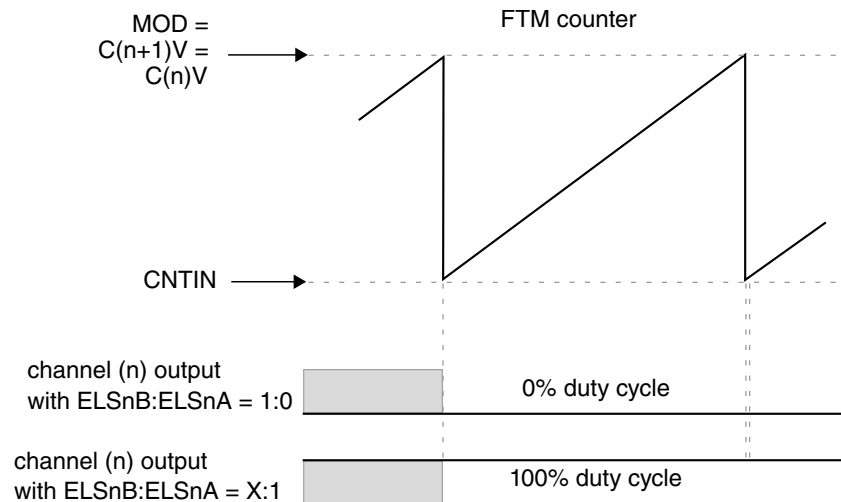 MOD =
C(n+1)V =
C(n)V
FTM counter
CNTIN
channel (n) output
with ELSnB:ELSnA = 1:0
0% duty cycle
channel (n) output
with ELSnB:ELSnA = X:1
100% duty cycle